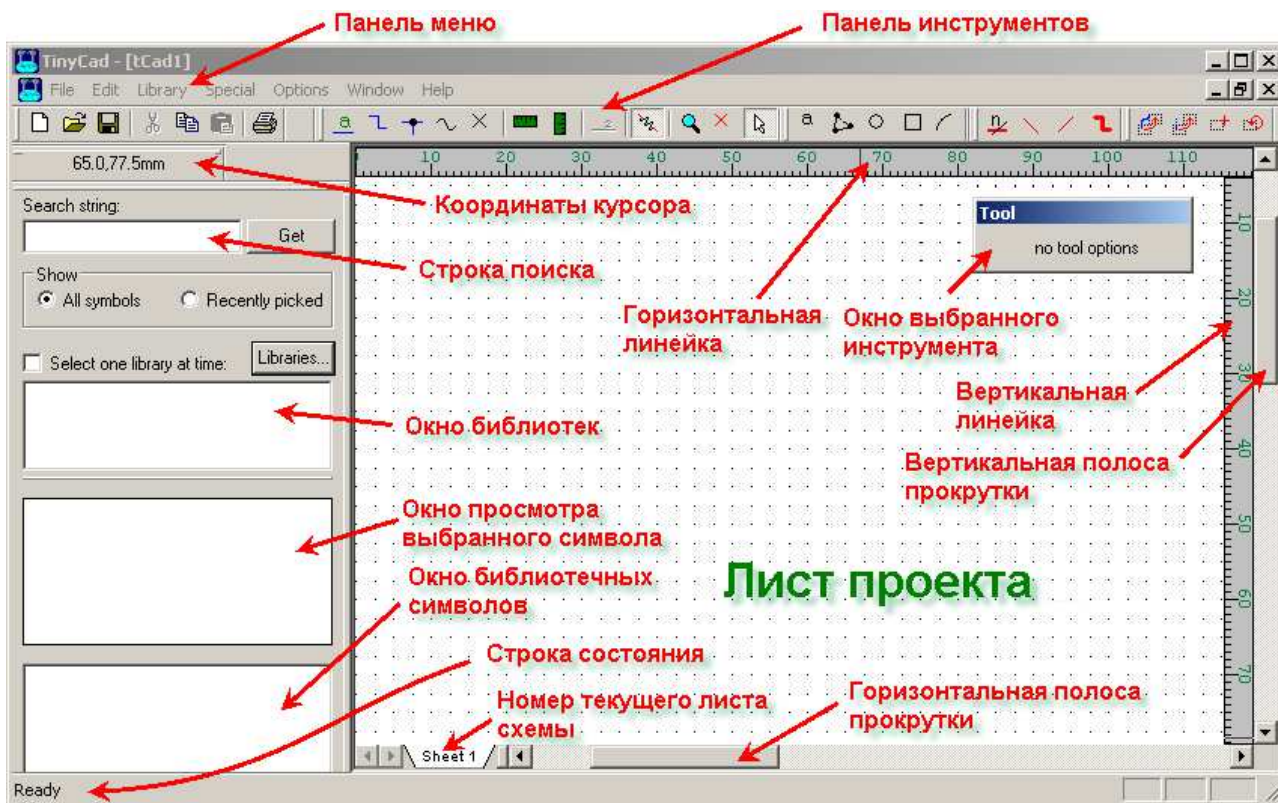 Панель меню
Панель инструментов
TinyCad - [tCad1]
File Edit Library Special Options Window Help
65.0,77.5mm
10 20 30 40 50 60 70 80 90 100 110
Search string:
Get
Координаты курсора
Строка поиска
Tool
no tool options
10
20
30
40
50
60
70
Show
All symbols
Recently picked
Горизонтальная
линейка
Окно выбранного
инструмента
Select one library at time:
Libraries...
Вертикальная
линейка
Окно библиотек
Вертикальная полоса
прокрутки
Окно просмотра
выбранного символа
Лист проекта
Окно библиотечных
символов
Строка состояния
Номер текущего листа
схемы
Горизонтальная полоса
прокрутки
Sheet 1
Ready